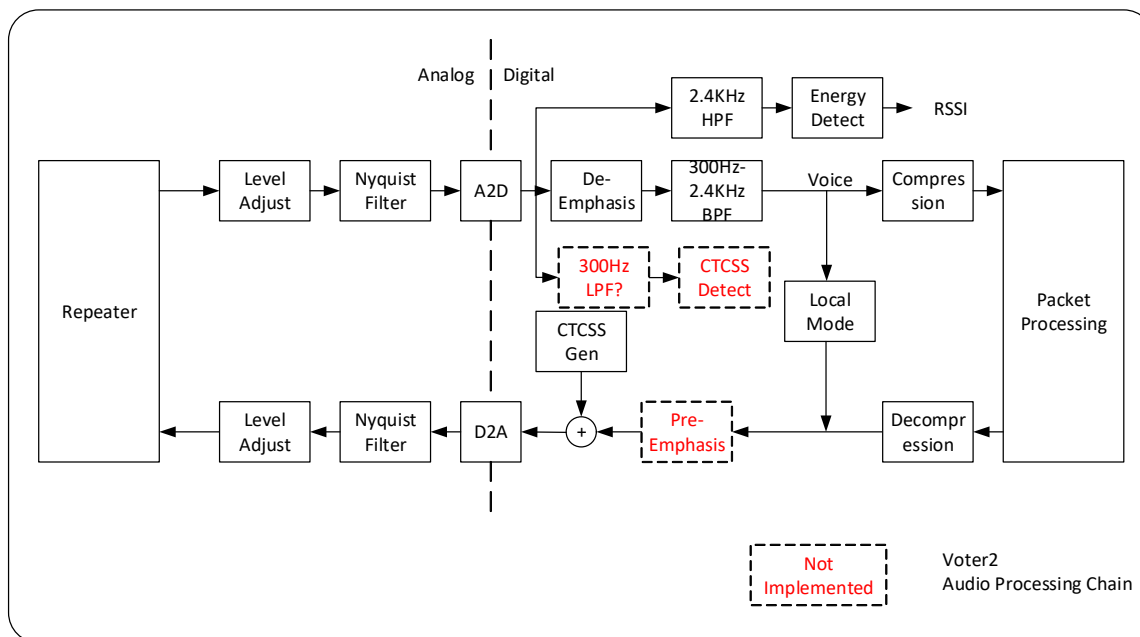 Analog
Digital
2.4KHz
HPF
Energy
Detect
RSSI
Repeater
Level
Adjust
Nyquist
Filter
A2D
De-
Emphasis
300Hz-
2.4KHz
BPF
Voice
Compres
sion
Packet
Processing
300Hz
LPF?
CTCSS
Detect
Local
Mode
CTCSS
Gen
Level
Adjust
Nyquist
Filter
D2A
+
Pre-
Emphasis
Decompr
ession
Not
Implemented
Voter2
Audio Processing Chain